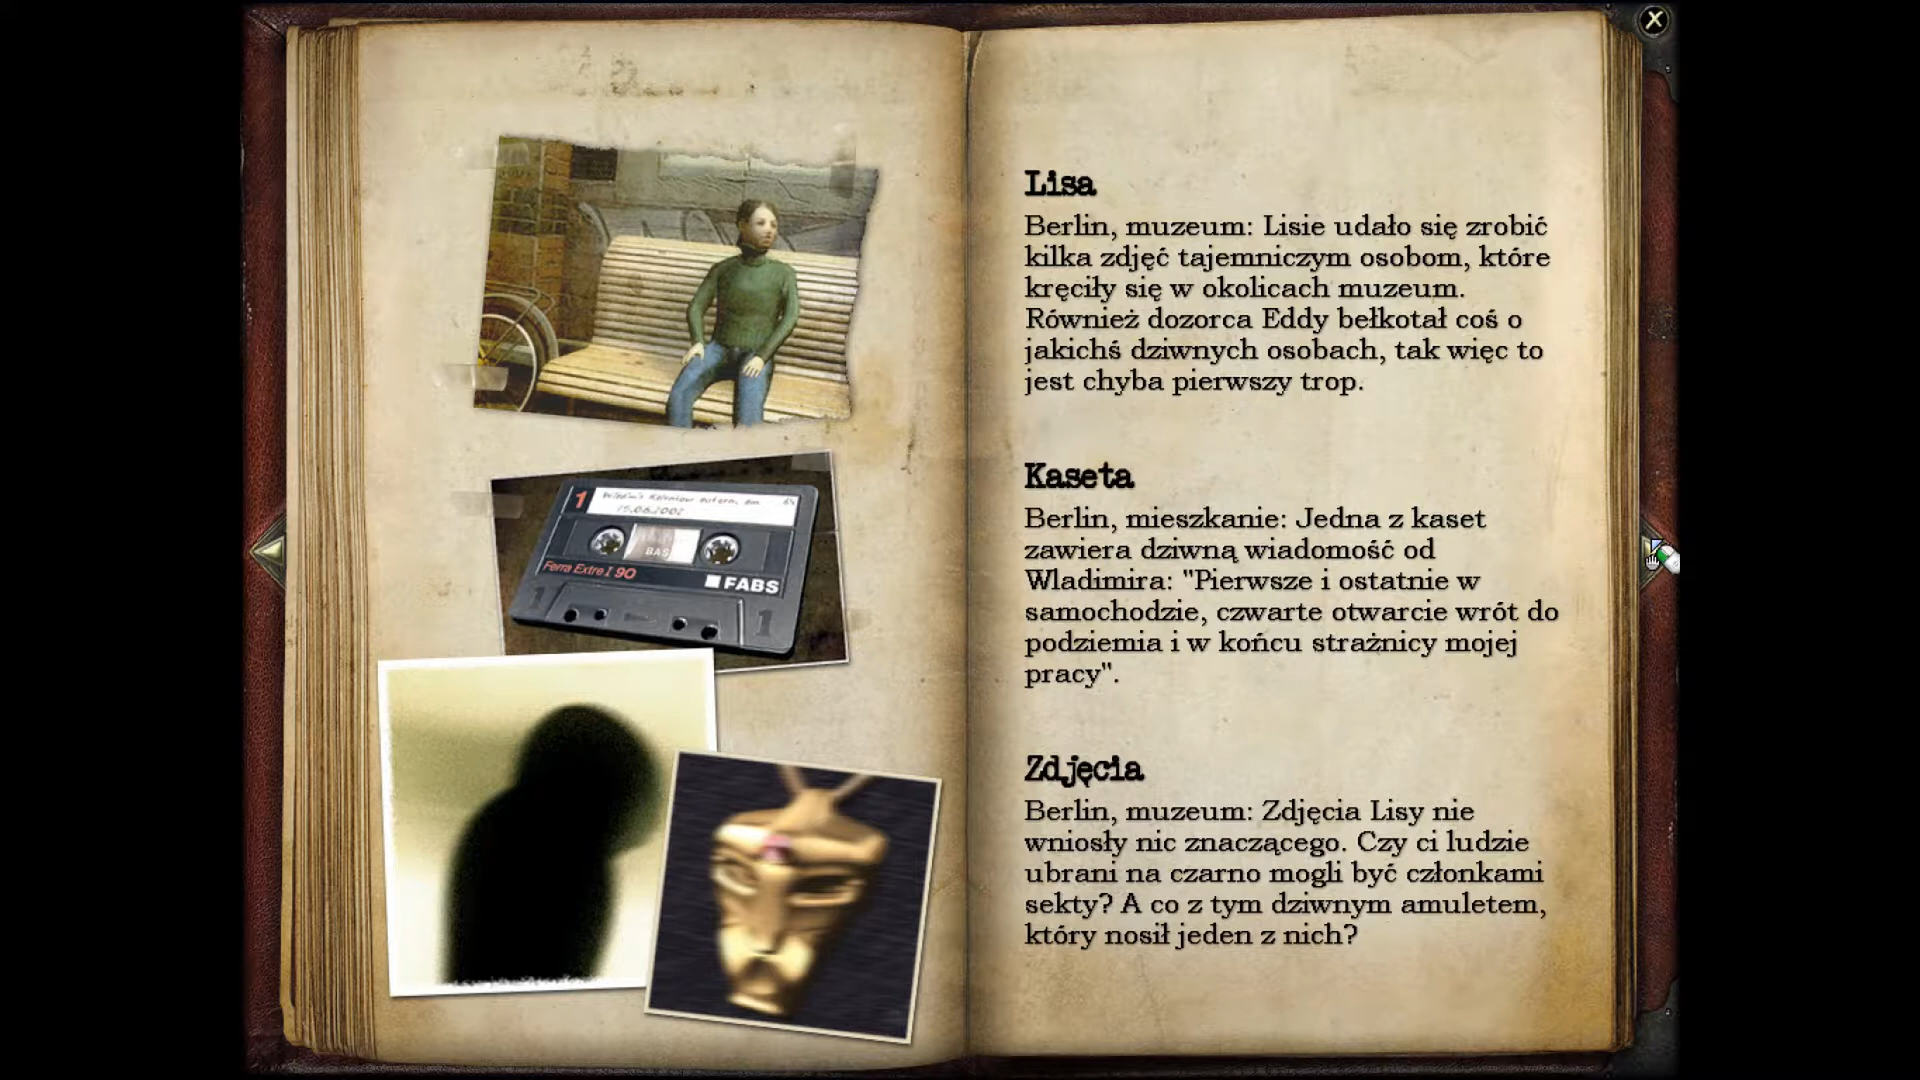 Lisa
Berlin, muzeum: Lisie udało się zrobić
kilka zdjęć tajemniczym osobom, które
kręciły się w okolicach muzeum.
Również dozorca Eddy bełkotał coś o
jakichś dziwnych osobach, tak więc to
jest chyba pierwszy trop.
1
15.06.2002
BAS
Ferra Extra I 90
FABS
1
1
Kaseta
Berlin, mieszkanie: Jedna z kaset
zawiera dziwną wiadomość od
Wladimira: "Pierwsze i ostatnie w
samochodzie, czwarte otwarcie wrót do
podziemia i w końcu strażnicy mojej
pracy".
Zdjęcia
Berlin, muzeum: Zdjęcia Lisy nie
wniosły nic znaczącego. Czy ci ludzie
ubrani na czarno mogli być członkami
sekty? A co z tym dziwnym amuletem,
który nosił jeden z nich?